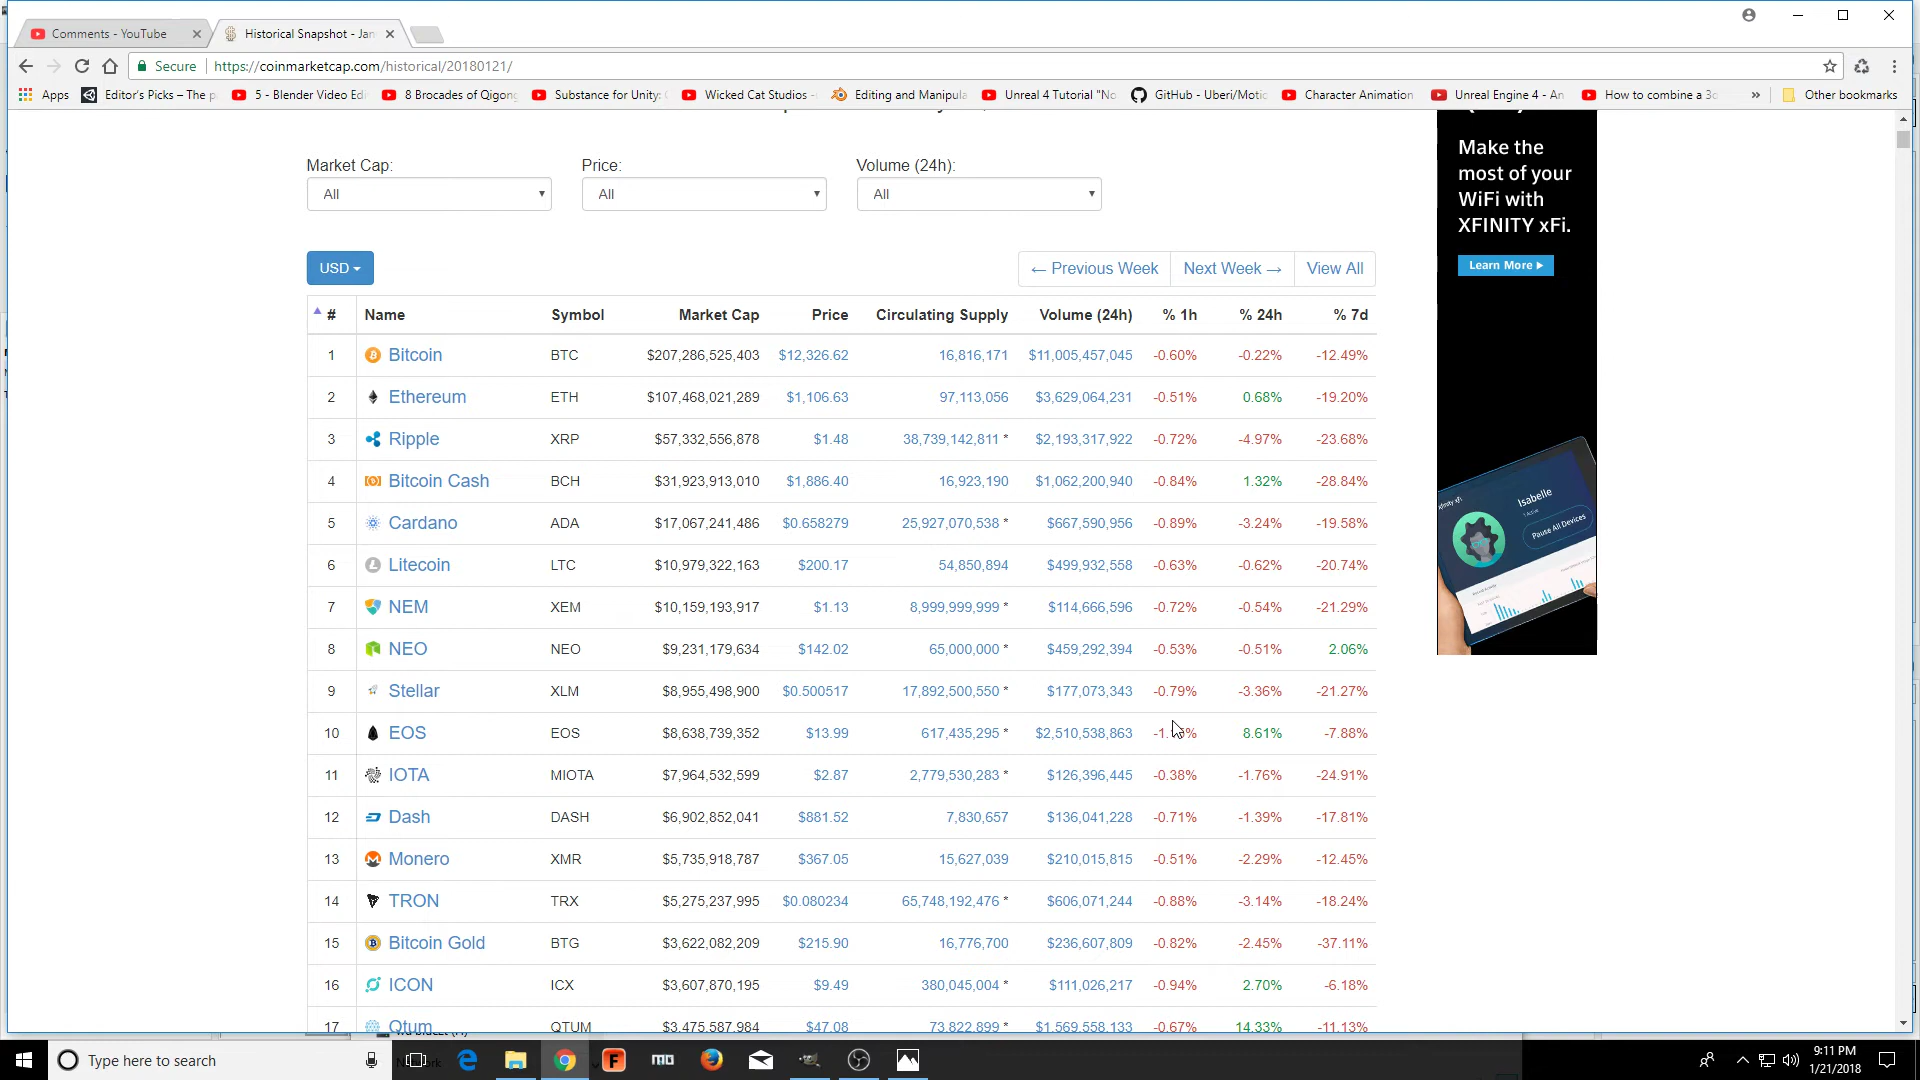 Comments - YouTube
Historical Snapshot - Jan
Secure
https://coinmarketcap.com/historical/20180121/
Apps
Editor's Picks – The p
5 - Blender Video Edi
8 Brocades of Qigong
Substance for Unity:
Wicked Cat Studios -
Editing and Manipula
Unreal 4 Tutorial "No
GitHub - Uberi/Motio
Character Animation
Unreal Engine 4 - An
How to combine a 3d
»
Other bookmarks
Market Cap: Price: Volume (24h):
All All All
USD
← Previous Week Next Week → View All
# Name Symbol Market Cap Price Circulating Supply Volume (24h) % 1h % 24h % 7d
1 Bitcoin BTC $207,286,525,403 $12,326.62 16,816,171 $11,005,457,045 -0.60% -0.22% -12.49%
2 Ethereum ETH $107,468,021,289 $1,106.63 97,113,056 $3,629,064,231 -0.51% 0.68% -19.20%
3 Ripple XRP $57,332,556,878 $1.48 38,739,142,811 * $2,193,317,922 -0.72% -4.97% -23.68%
4 Bitcoin Cash BCH $31,923,913,010 $1,886.40 16,923,190 $1,062,200,940 -0.84% 1.32% -28.84%
5 Cardano ADA $17,067,241,486 $0.658279 25,927,070,538 * $667,590,956 -0.89% -3.24% -19.58%
6 Litecoin LTC $10,979,322,163 $200.17 54,850,894 $499,932,558 -0.63% -0.62% -20.74%
7 NEM XEM $10,159,193,917 $1.13 8,999,999,999 * $114,666,596 -0.72% -0.54% -21.29%
8 NEO NEO $9,231,179,634 $142.02 65,000,000 * $459,292,394 -0.53% -0.51% 2.06%
9 Stellar XLM $8,955,498,900 $0.500517 17,892,500,550 * $177,073,343 -0.79% -3.36% -21.27%
10 EOS EOS $8,638,739,352 $13.99 617,435,295 * $2,510,538,863 8.61% -7.88%
11 IOTA MIOTA $7,964,532,599 $2.87 2,779,530,283 * $126,396,445 -0.38% -1.76% -24.91%
12 Dash DASH $6,902,852,041 $881.52 7,830,657 $136,041,228 -0.71% -1.39% -17.81%
13 Monero XMR $5,735,918,787 $367.05 15,627,039 $210,015,815 -0.51% -2.29% -12.45%
14 TRON TRX $5,275,237,995 $0.080234 65,748,192,476 * $606,071,244 -0.88% -3.14% -18.24%
15 Bitcoin Gold BTG $3,622,082,209 $215.90 16,776,700 $236,607,809 -0.82% -2.45% -37.11%
16 ICON ICX $3,607,870,195 $9.49 380,045,004 * $111,026,217 -0.94% 2.70% -6.18%
17 Qtum QTUM $3,475,587,984 $47.08 73,822,899 * $1,569,558,133 -0.67% 14.33% -11.13%
Make the
most of your
WiFi with
XFINITY xFi.
Learn More
xfinity xfi
Isabelle
Pause All Devices
Type here to search
9:11 PM
1/21/2018